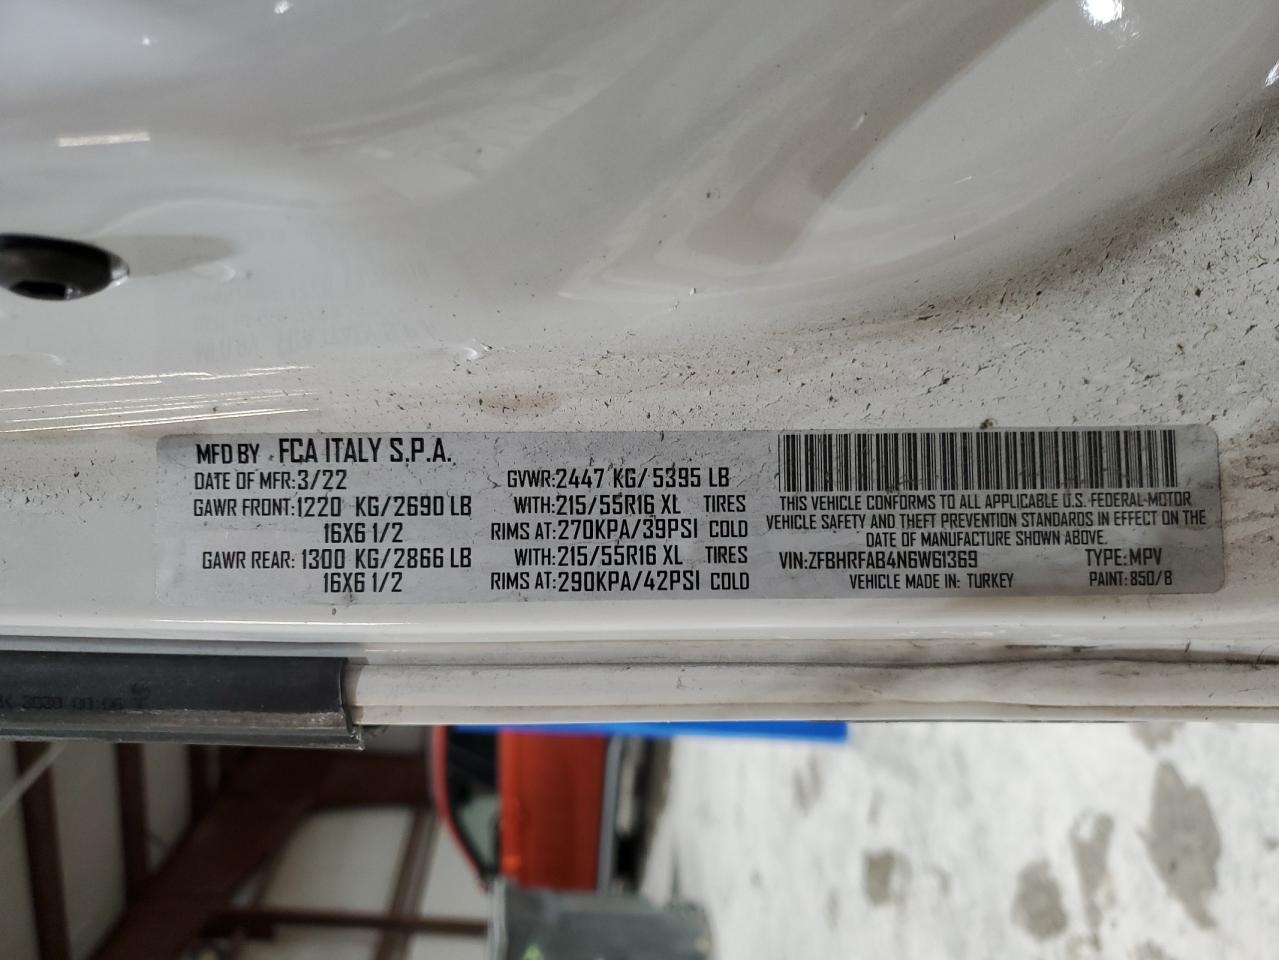 MFD BY FCA ITALY S.P.A.
DATE OF MFR:3/22 GVWR:2447 KG/5395 LB
GAWR FRONT:1220 KG/2690 LB WITH:215/55R16 XL TIRES
16X6 1/2 RIMS AT:270KPA/39PSI COLD
GAWR REAR:1300 KG/2866 LB WITH:215/55R16 XL TIRES
16X6 1/2 RIMS AT:290KPA/42PSI COLD
THIS VEHICLE CONFORMS TO ALL APPLICABLE U.S. FEDERAL-MOTOR
VEHICLE SAFETY AND THEFT PREVENTION STANDARDS IN EFFECT ON THE
DATE OF MANUFACTURE SHOWN ABOVE.
VIN:ZFBHRFAB4N6W61369 TYPE:MPV
VEHICLE MADE IN: TURKEY PAINT:850/B
2030 00:06